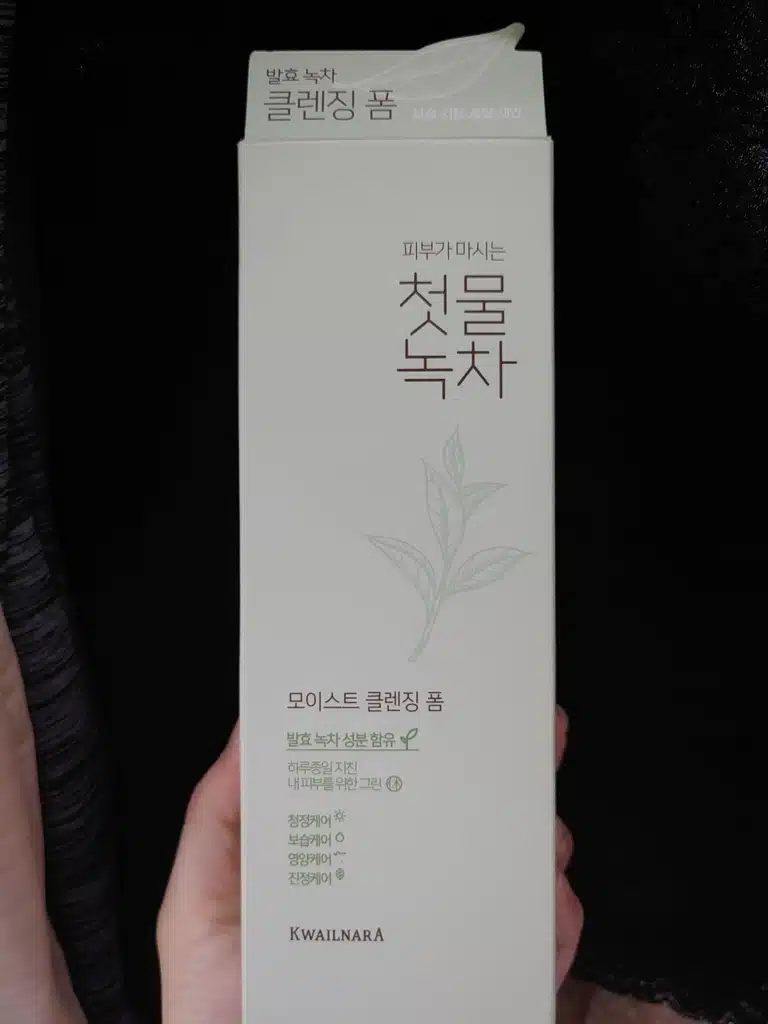 발효 녹차
클렌징 폼
피부가 마시는
첫물
녹차
모이스트 클렌징 폼
발효 녹차 성분 함유
하루종일 지친
내 피부를 위한 그린
청정케어
보습케어
영양케어
진정케어
KWAILNARA